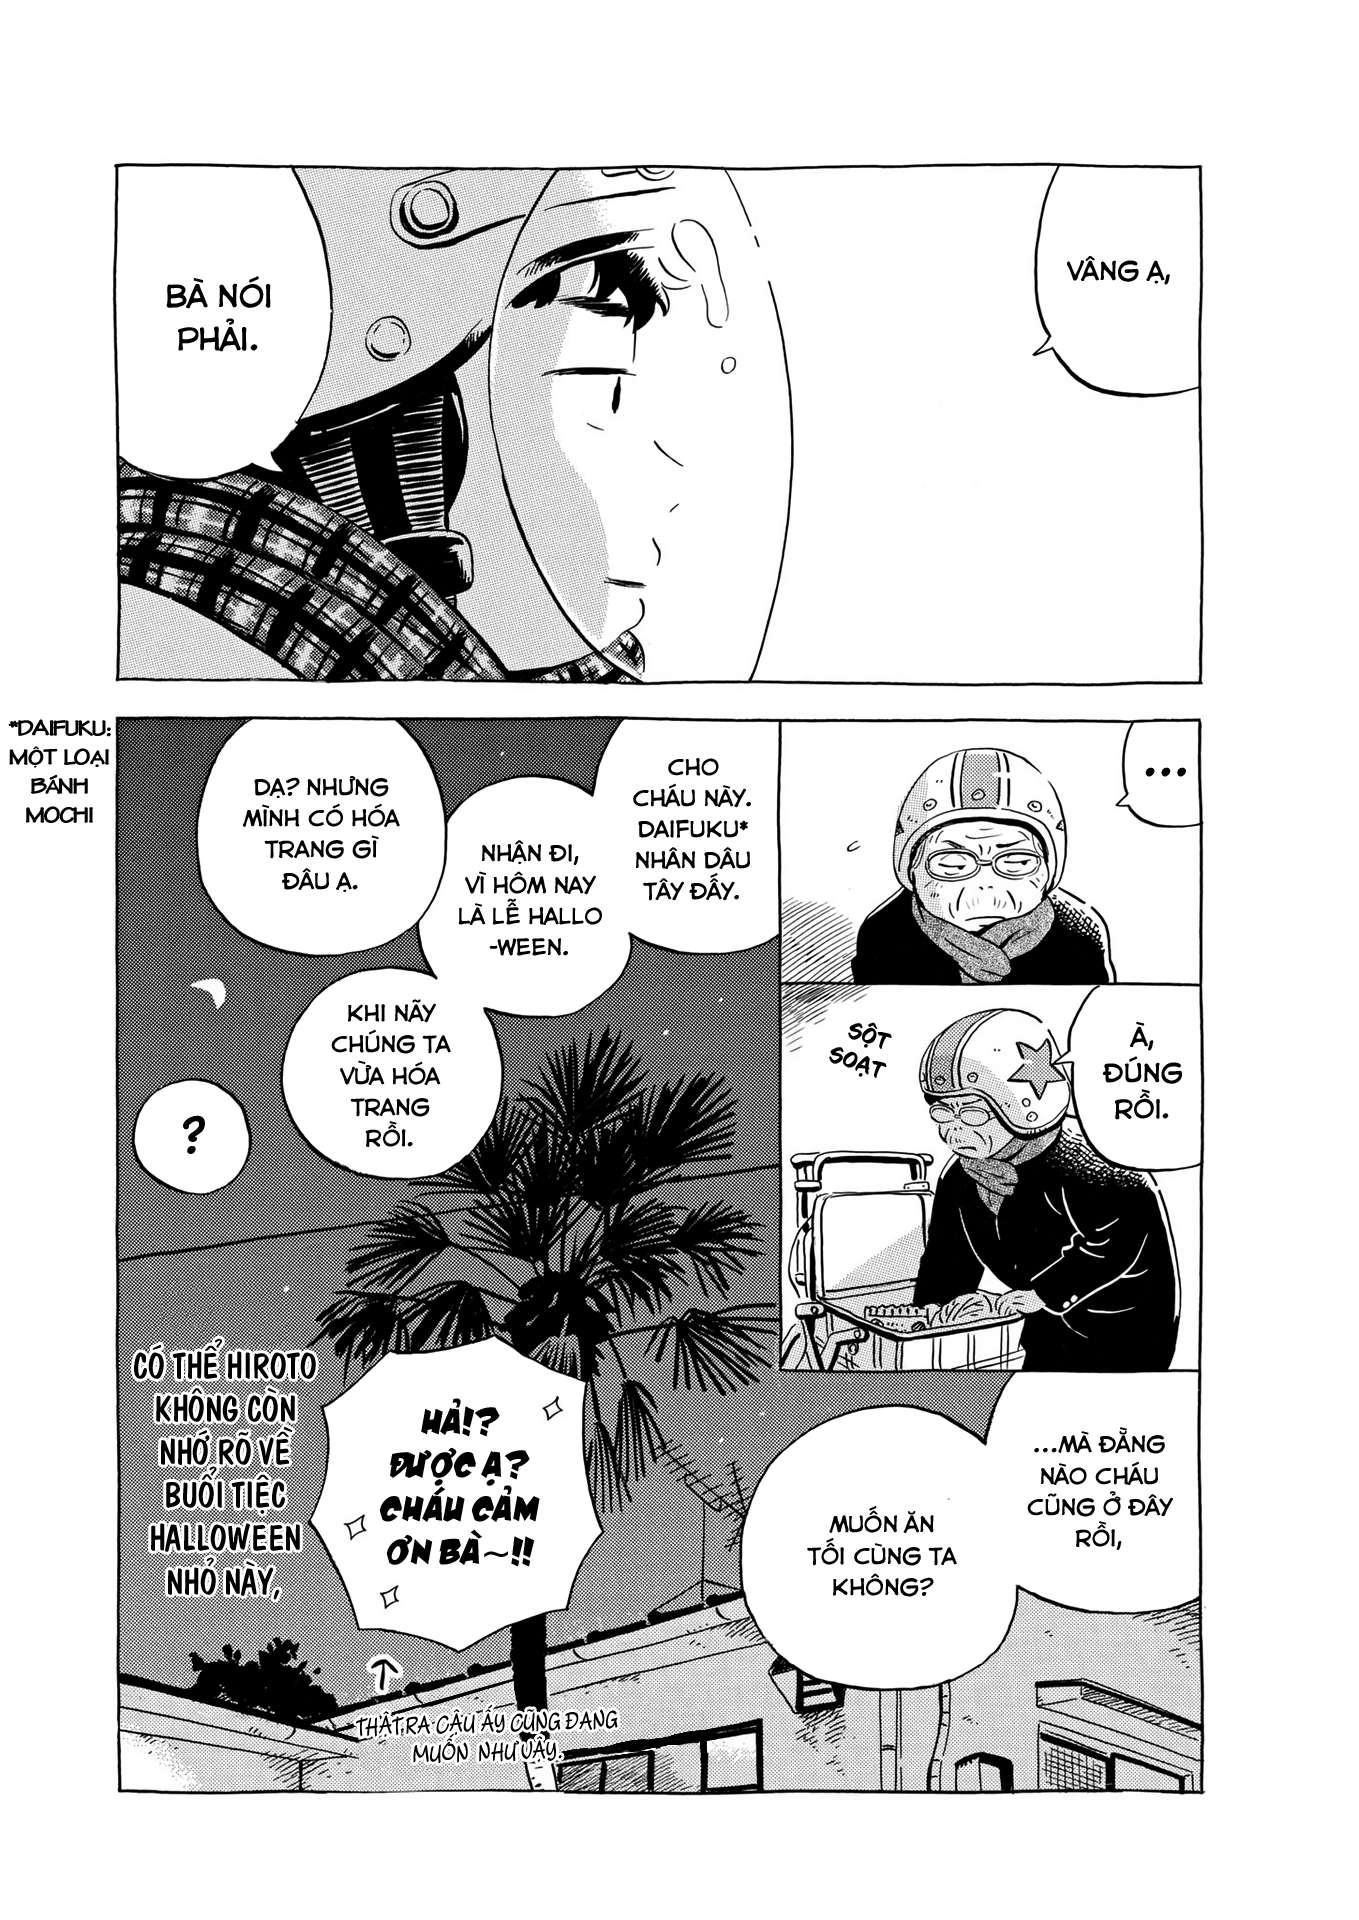 VÂNG Ạ,
BÀ NÓI
PHẢI.
...
À,
ĐÚNG
RỒI.
SỘT
SOẠT
CHO
CHÁU NÀY.
DAIFUKU*
NHÂN DÂU
TÂY ĐẤY.
NHẬN ĐI,
VÌ HÔM NAY
LÀ LỄ HALLO
-WEEN.
DẠ? NHƯNG
MÌNH CÓ HÓA
TRANG GÌ
ĐÂU Ạ.
KHI NÃY
CHÚNG TA
VỪA HÓA
TRANG
RỒI.
?
*DAIFUKU:
MỘT LOẠI
BÁNH
MOCHI
...MÀ ĐẰNG
NÀO CHÁU
CŨNG Ở ĐÂY
RỒI,
MUỐN ĂN
TỐI CÙNG TA
KHÔNG?
HẢ!?
ĐƯỢC Ạ?
CHÁU CẢM
ƠN BÀ~!!
THẬT RA CẬU ẤY CŨNG ĐANG
MUỐN NHƯ VẬY.
CÓ THỂ HIROTO
KHÔNG CÒN
NHỚ RÕ VỀ
BUỔI TIỆC
HALLOWEEN
NHỎ NÀY,